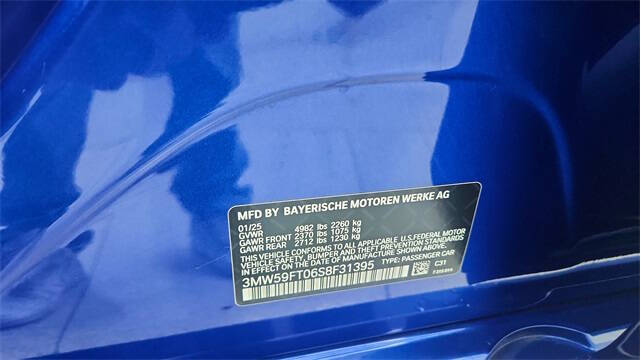 MFD BY BAYERISCHE MOTOREN WERKE AG
01/25
GVWR 4982 lbs 2260 kg
GAWR FRONT 2370 lbs 1075 kg
GAWR REAR 2712 lbs 1230 kg
THIS VEHICLE CONFORMS TO ALL APPLICABLE U.S.FEDERAL MOTOR
VEHICLE SAFETY, BUMPER, AND THEFT PREVENTION STANDARDS
IN EFFECT ON THE DATE OF MANUFACTURE SHOWN ABOVE.
3MW59FT06S8F31395 TYPE: PASSENGER CAR
C31